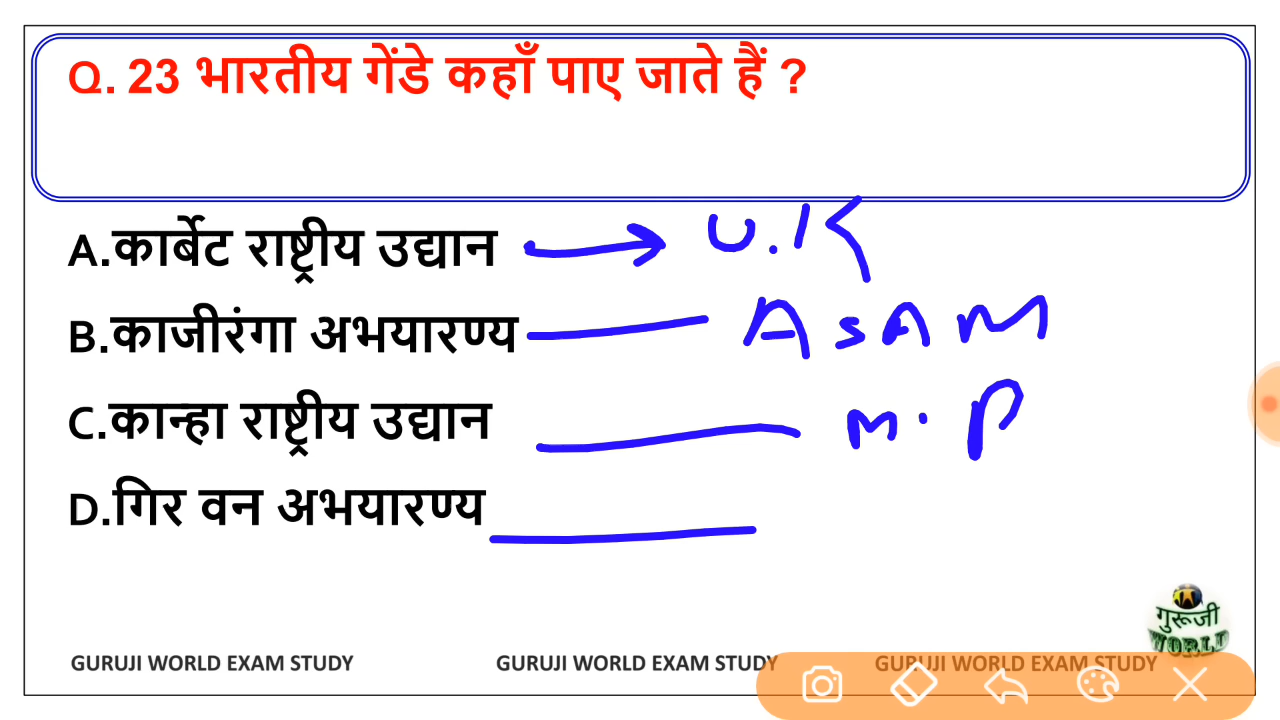 Q. 23 भारतीय गेंडे कहाँ पाए जाते हैं ?
A.कार्बेट राष्ट्रीय उद्यान U.K
B.काजीरंगा अभयारण्य ASAM
C.कान्हा राष्ट्रीय उद्यान M.P
D.गिर वन अभयारण्य
गुरूजी
WORLD
GURUJI WORLD EXAM STUDY GURUJI WORLD EXAM STUDY GURUJI WORLD EXAM STUDY